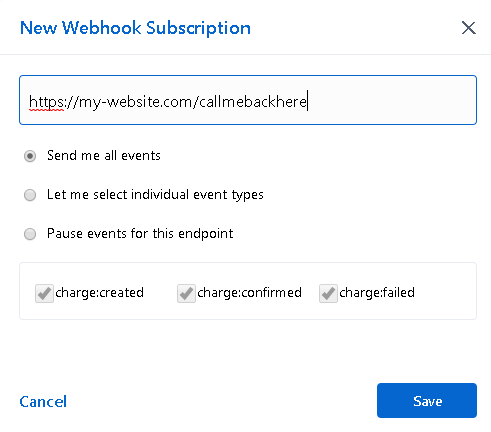 New Webhook Subscription
https://my-website.com/callmebackhere
Send me all events
Let me select individual event types
Pause events for this endpoint
charge:created charge:confirmed charge:failed
Cancel Save